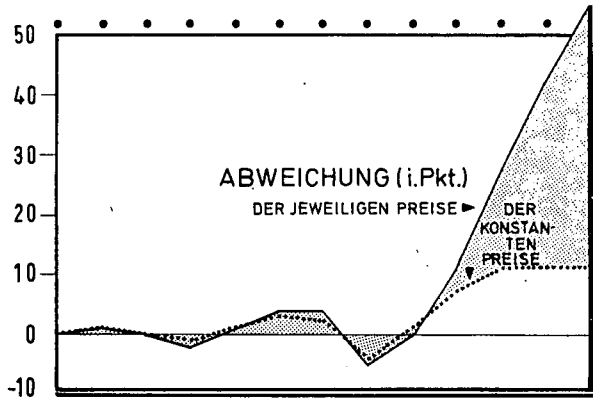 50
40
30
ABWEICHUNG (i.Pkt.)
DER JEWEILIGEN PREISE
20
DER
KONSTAN-
TEN
PREISE
10
0
-10